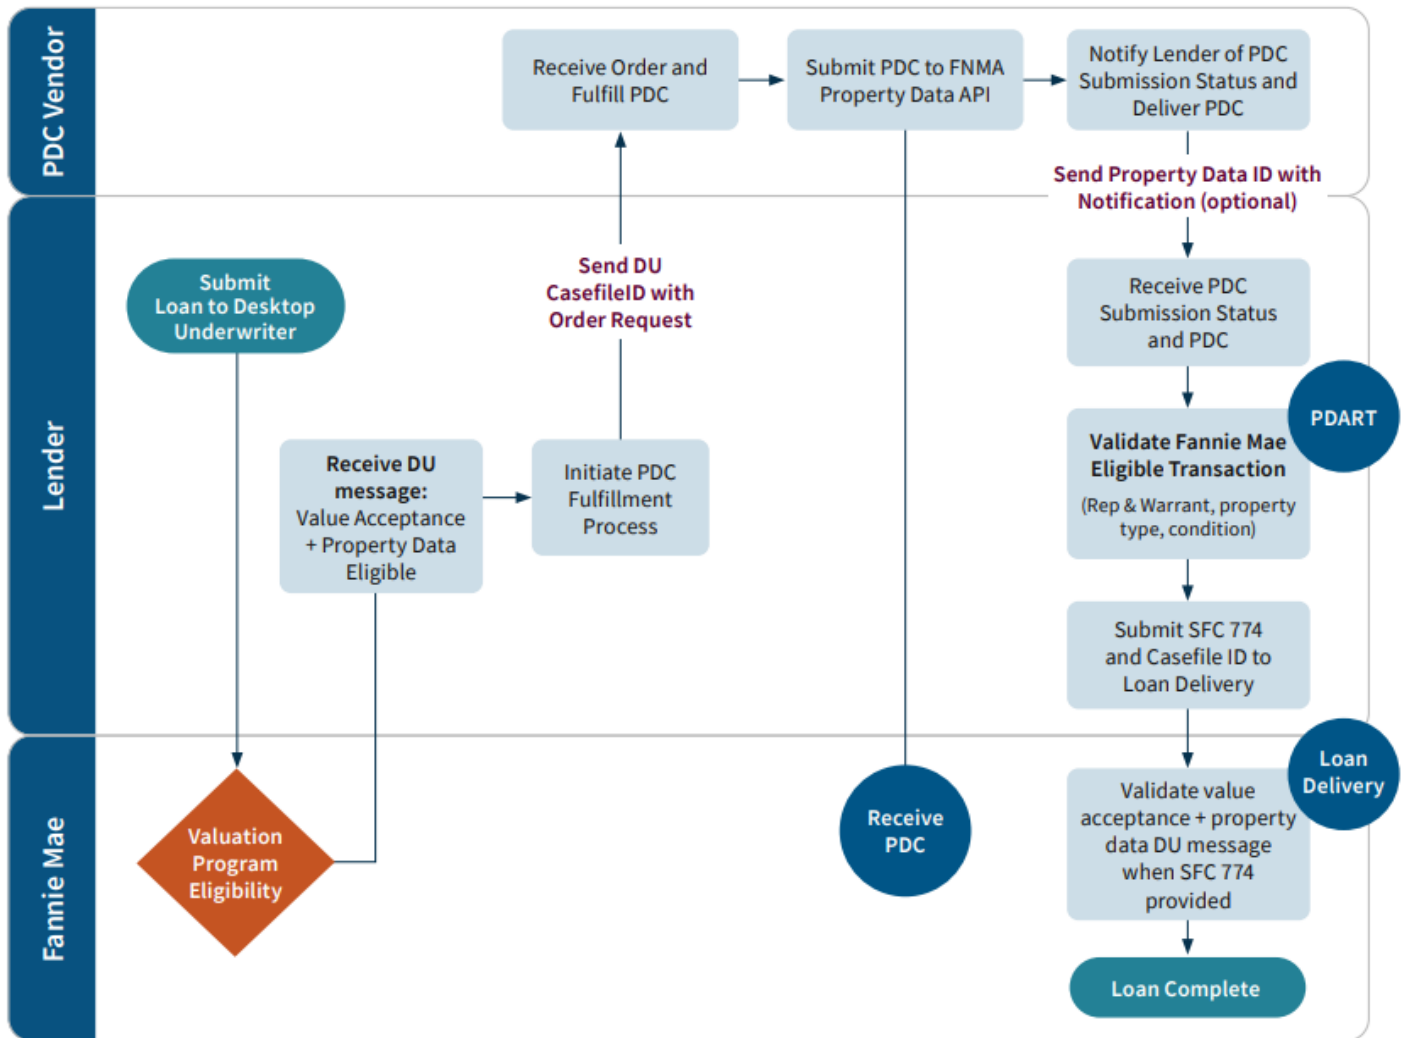 PDC Vendor
Receive Order and
Fulfill PDC
Submit PDC to FNMA
Property Data API
Notify Lender of PDC
Submission Status and
Deliver PDC
Send Property Data ID with
Notification (optional)
Lender
Submit
Loan to Desktop
Underwriter
Send DU
CasefileID with
Order Request
Receive DU
message:
Value Acceptance
+ Property Data
Eligible
Initiate PDC
Fulfillment
Process
Receive PDC
Submission Status
and PDC
PDART
Validate Fannie Mae
Eligible Transaction
(Rep & Warrant, property
type, condition)
Submit SFC 774
and Casefile ID to
Loan Delivery
Fannie Mae
Valuation
Program
Eligibility
Receive
PDC
Loan
Delivery
Validate value
acceptance + property
data DU message
when SFC 774
provided
Loan Complete